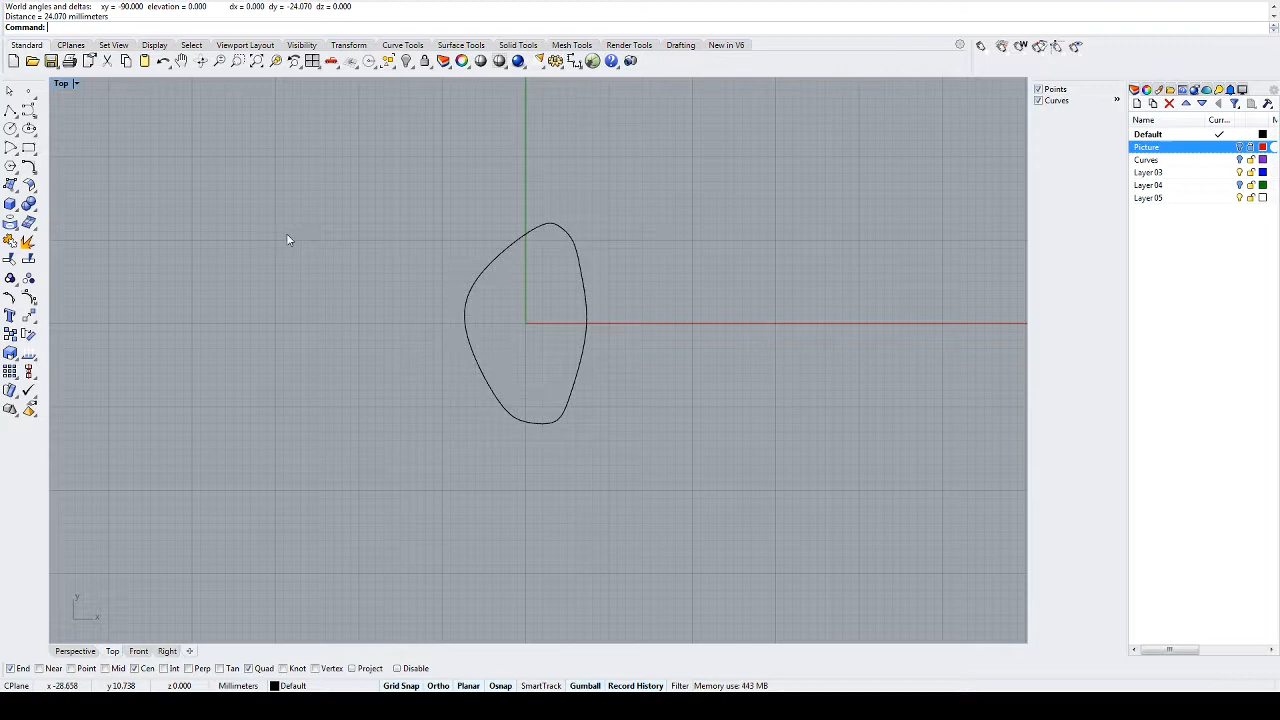 World angles and deltas: xy = -90.000 elevation = 0.000 dx = 0.000 dy = -24.070 dz = 0.000
Distance = 24.070 millimeters
Command:
Standard CPlanes Set View Display Select Viewport Layout Visibility Transform Curve Tools Surface Tools Solid Tools Mesh Tools Render Tools Drafting New in V6
Top
Points
Curves »
Name Curr... M
Default
Picture
Curves
Layer 03
Layer 04
Layer 05
y
x
Perspective Top Front Right
End Near Point Mid Cen Int Perp Tan Quad Knot Vertex Project Disable
CPlane x -28.658 y 10.738 z 0.000 Millimeters Default Grid Snap Ortho Planar Osnap SmartTrack Gumball Record History Filter Memory use: 443 MB